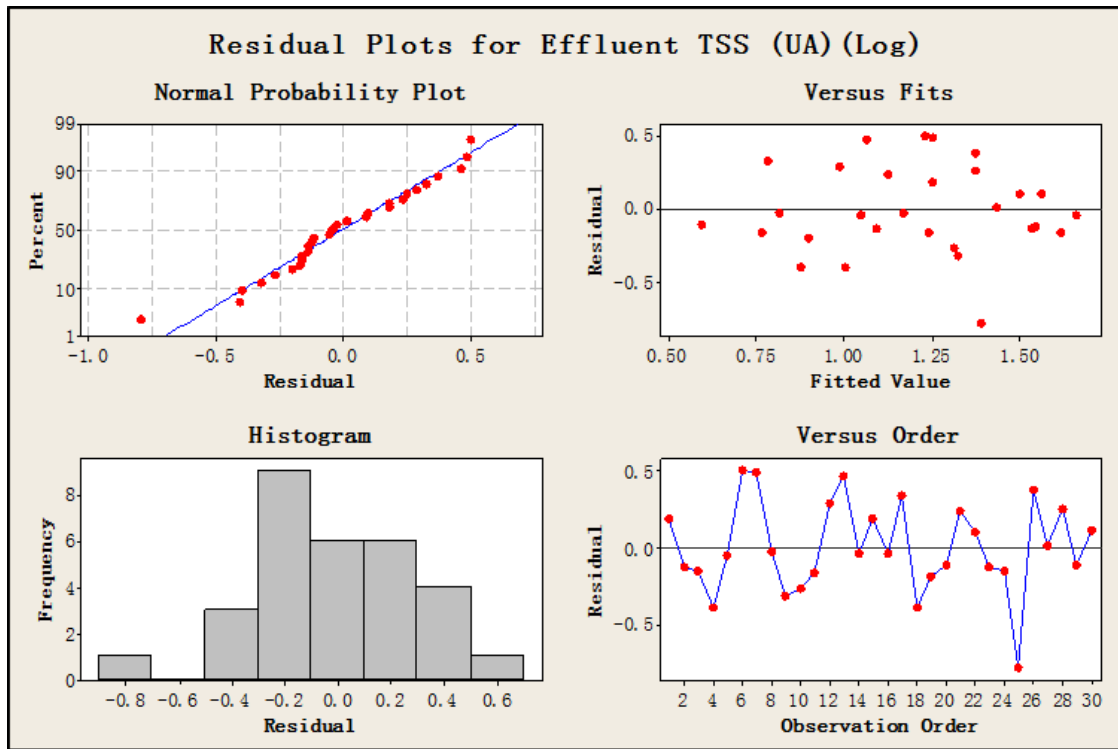 Residual Plots for Effluent TSS (UA)(Log)
Normal Probability Plot
99
90
50
10
1
Percent
-1.0 -0.5 0.0 0.5
Residual
Versus Fits
0.5
0.0
-0.5
Residual
0.50 0.75 1.00 1.25 1.50
Fitted Value
Histogram
8
6
4
2
0
Frequency
-0.8 -0.6 -0.4 -0.2 0.0 0.2 0.4 0.6
Residual
Versus Order
0.5
0.0
-0.5
Residual
2 4 6 8 10 12 14 16 18 20 22 24 26 28 30
Observation Order